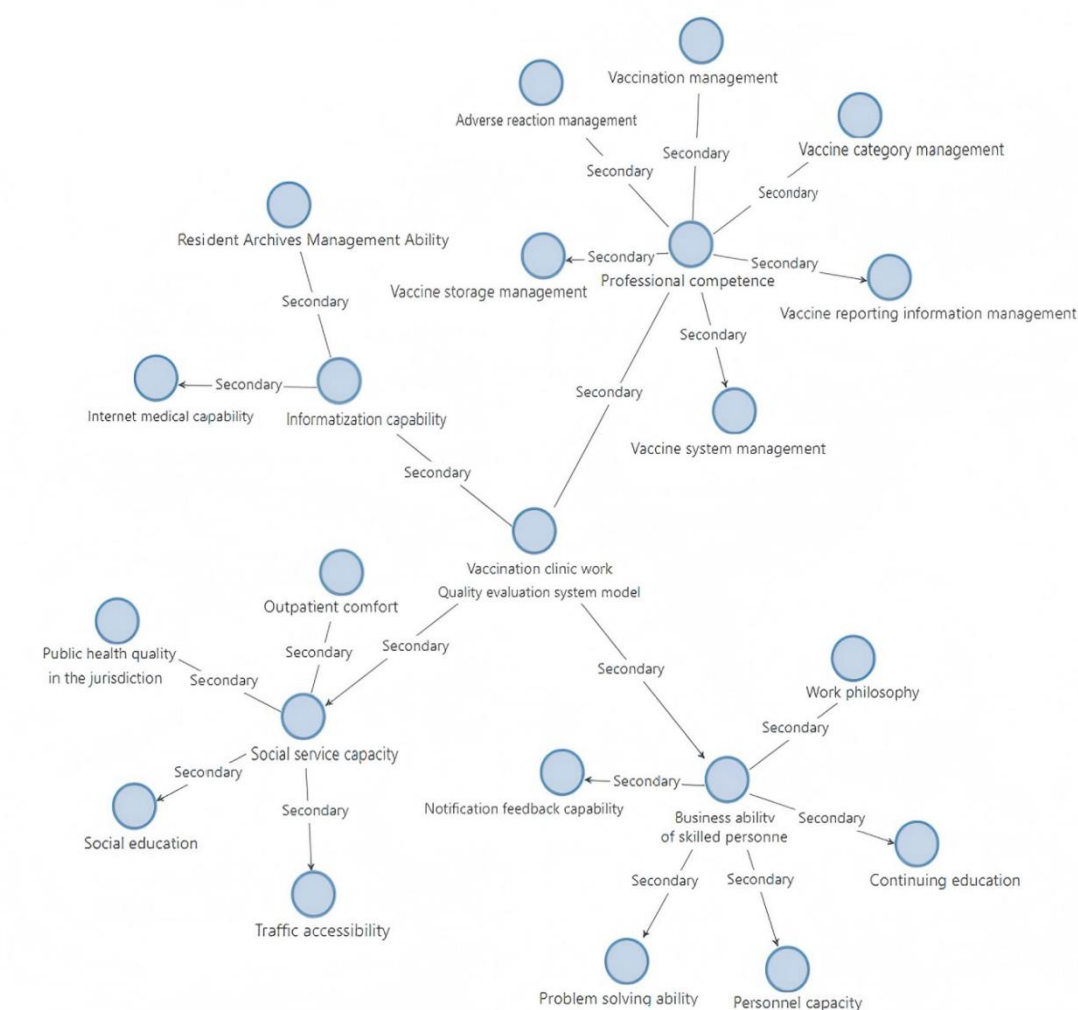 Vaccination management
Adverse reaction management
Secondary
Vaccine category management
Secondary
Secondary
Resident Archives Management Ability
Secondary
Secondary
Professional competence
Vaccine storage management
Vaccine reporting information management
Secondary
Secondary
Internet medical capability
Secondary
Informatization capability
Secondary
Vaccine system management
Secondary
Vaccination clinic work
Quality evaluation system model
Outpatient comfort
Secondary
Public health quality
in the jurisdiction
Secondary
Secondary
Secondary
Work philosophy
Secondary
Social service capacity
Secondary
Social education
Secondary
Traffic accessibility
Secondary
Notification feedback capability
Business ability
of skilled personne
Secondary
Continuing education
Secondary
Secondary
Problem solving ability
Personnel capacity